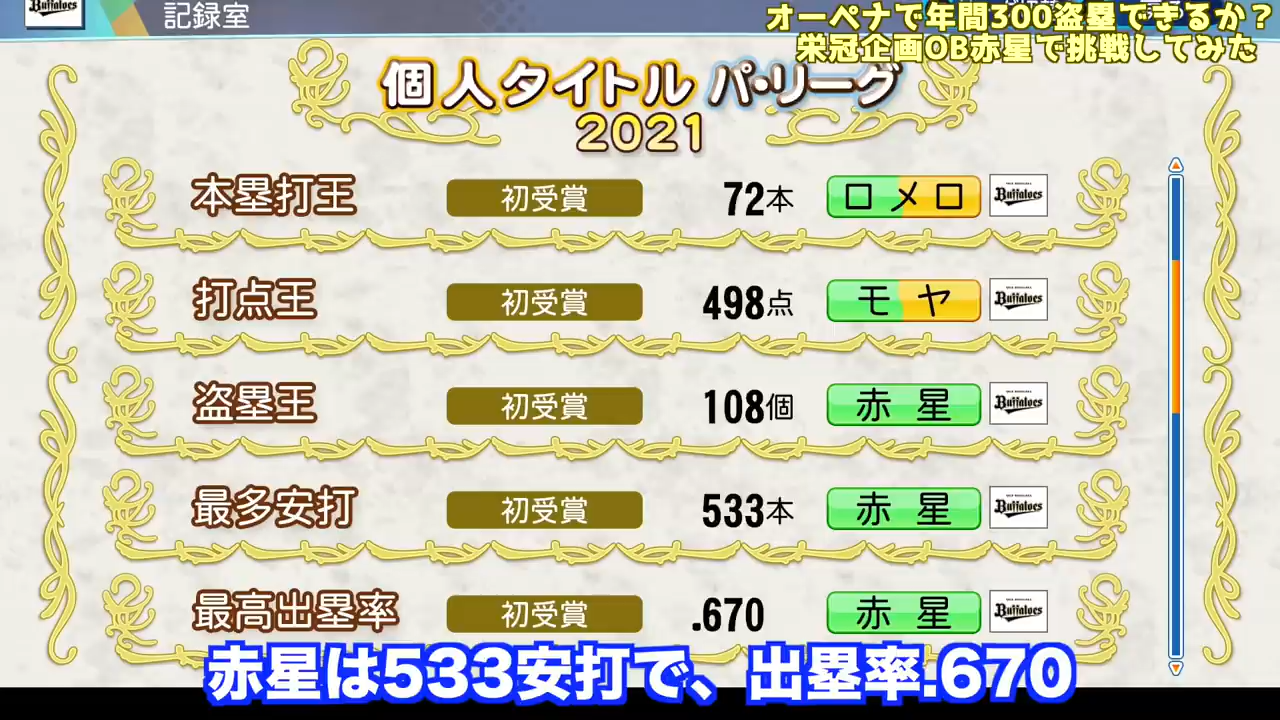 Buffaloes
記録室
オーペナで年間300盗塁できるか？
栄冠企画OB赤星で挑戦してみた
個人タイトル パ・リーグ
2021
本塁打王 初受賞 72本 ロメロ Buffaloes
打点王 初受賞 498点 モヤ Buffaloes
盗塁王 初受賞 108個 赤星 Buffaloes
最多安打 初受賞 533本 赤星 Buffaloes
最高出塁率 初受賞 .670 赤星 Buffaloes
赤星は533安打で、出塁率.670